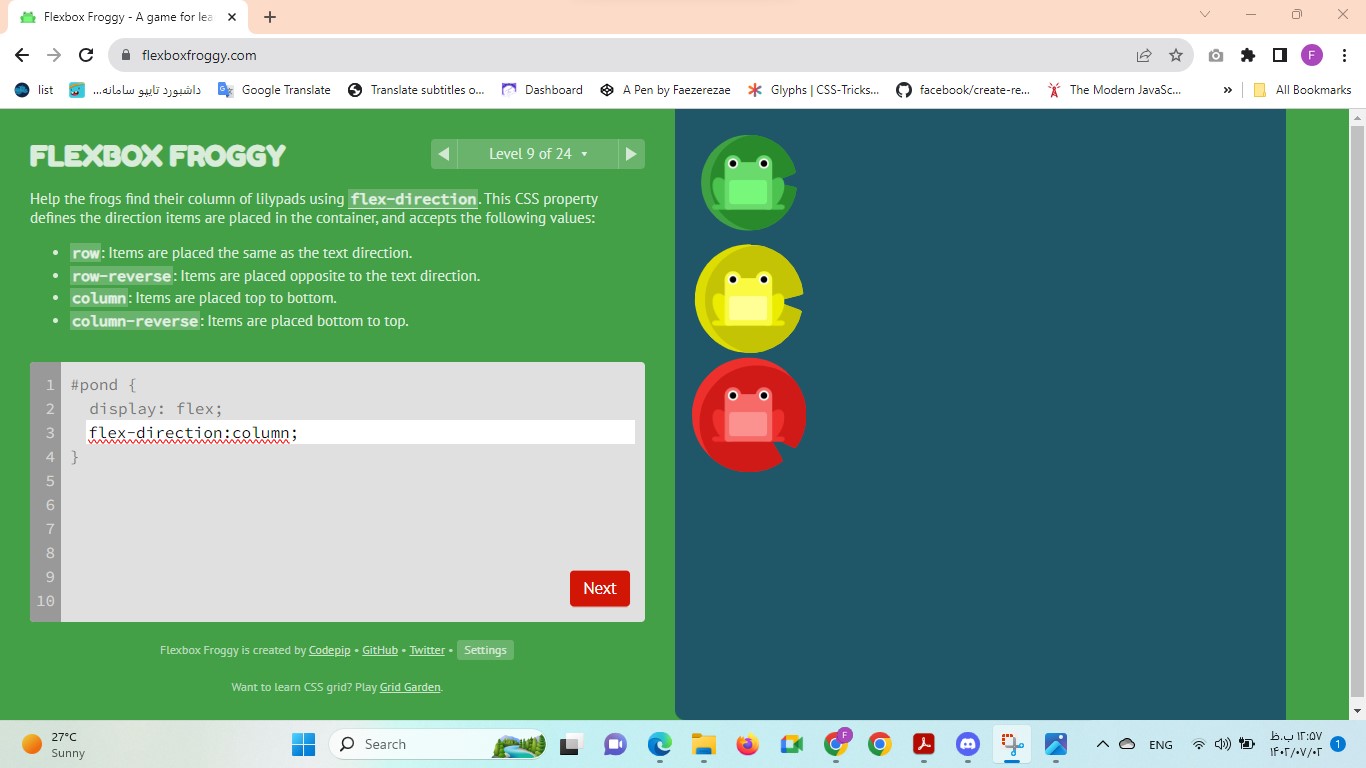 Flexbox Froggy - A game for lea
flexboxfroggy.com
F
list
داشبورد تاپبو سامانه...
Google Translate
Translate subtitles o...
Dashboard
A Pen by Faezerezae
Glyphs | CSS-Tricks...
facebook/create-re...
The Modern JavaSc...
»
All Bookmarks
FLEXBOX FROGGY
Level 9 of 24
Help the frogs find their column of lilypads using flex-direction. This CSS property
defines the direction items are placed in the container, and accepts the following values:
• row: Items are placed the same as the text direction.
• row-reverse: Items are placed opposite to the text direction.
• column: Items are placed top to bottom.
• column-reverse: Items are placed bottom to top.
1 #pond {
2 display: flex;
3 flex-direction:column;
4 }
5
6
7
8
9
10
Next
Flexbox Froggy is created by Codepip • GitHub • Twitter • Settings
Want to learn CSS grid? Play Grid Garden.
27°C
Sunny
Search
F
ENG
۱۲:۵۷ ب.ظ
۱۴۰۲/۰۷/۰۲
1